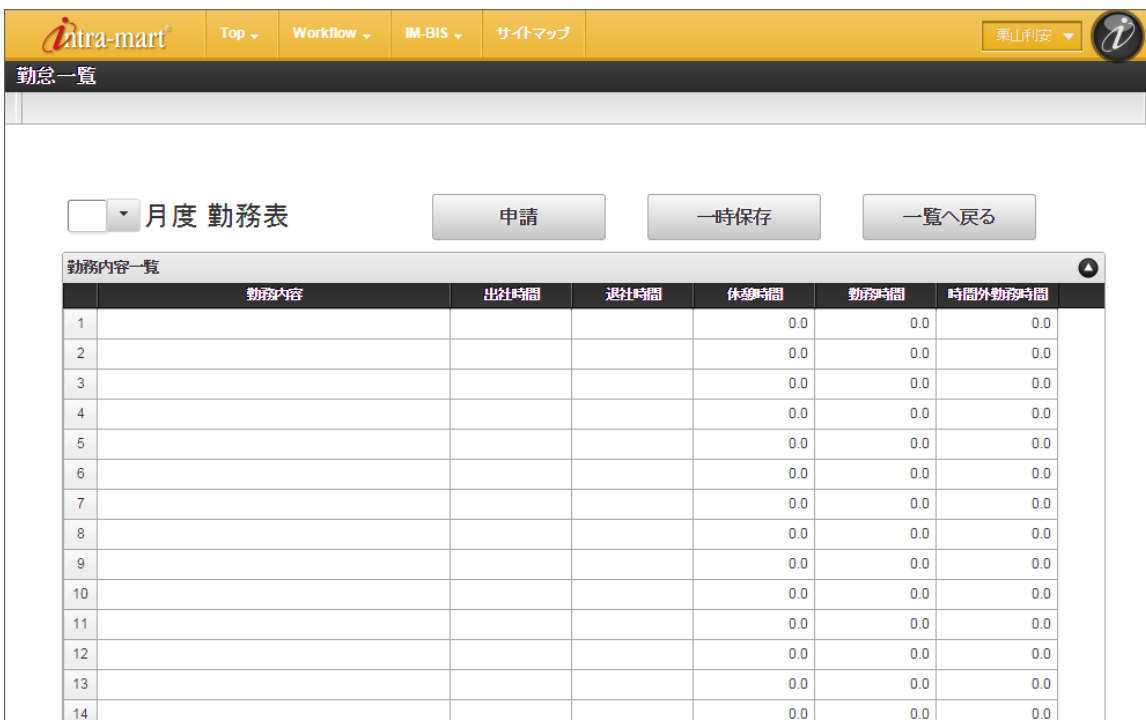 intra-mart Top Workflow IM-BIS サイトマップ 栗山利安
勤怠一覧
月度 勤務表 申請 一時保存 一覧へ戻る
勤務内容一覧
勤務内容 出社時間 退社時間 休憩時間 勤務時間 時間外勤務時間
1 0.0 0.0 0.0
2 0.0 0.0 0.0
3 0.0 0.0 0.0
4 0.0 0.0 0.0
5 0.0 0.0 0.0
6 0.0 0.0 0.0
7 0.0 0.0 0.0
8 0.0 0.0 0.0
9 0.0 0.0 0.0
10 0.0 0.0 0.0
11 0.0 0.0 0.0
12 0.0 0.0 0.0
13 0.0 0.0 0.0
14 0.0 0.0 0.0